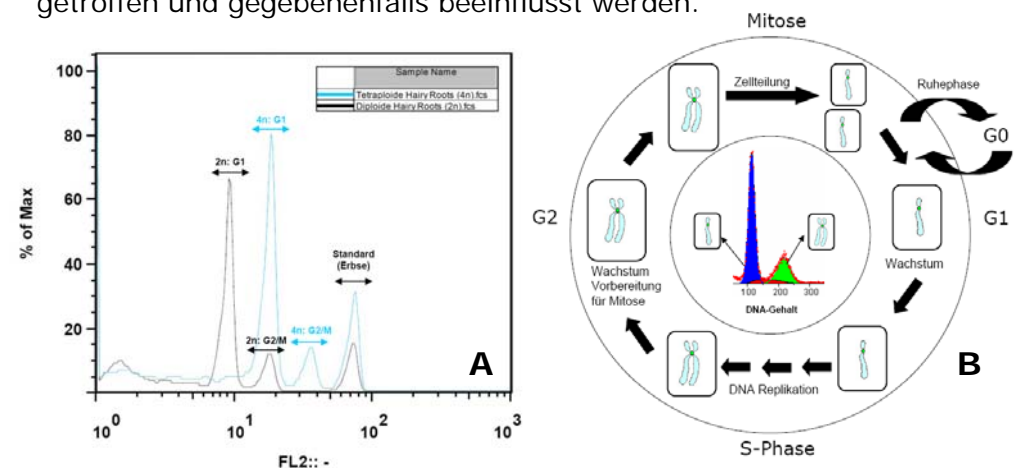 getroffen und gegebenenfalls beeinflusst werden.
% of Max
100
80
60
40
20
10^0
10^1
10^2
10^3
FL2:: -
Sample Name
Tetraploide Hairy Roots (4n).fcs
Diploide Hairy Roots (2n).fcs
2n: G1
4n: G1
2n: G2/M
4n: G2/M
Standard
(Erbse)
A
Mitose
Zellteilung
Ruhephase
G0
G1
Wachstum
G2
Wachstum
Vorbereitung
für Mitose
100 200 300
DNA-Gehalt
DNA Replikation
S-Phase
B